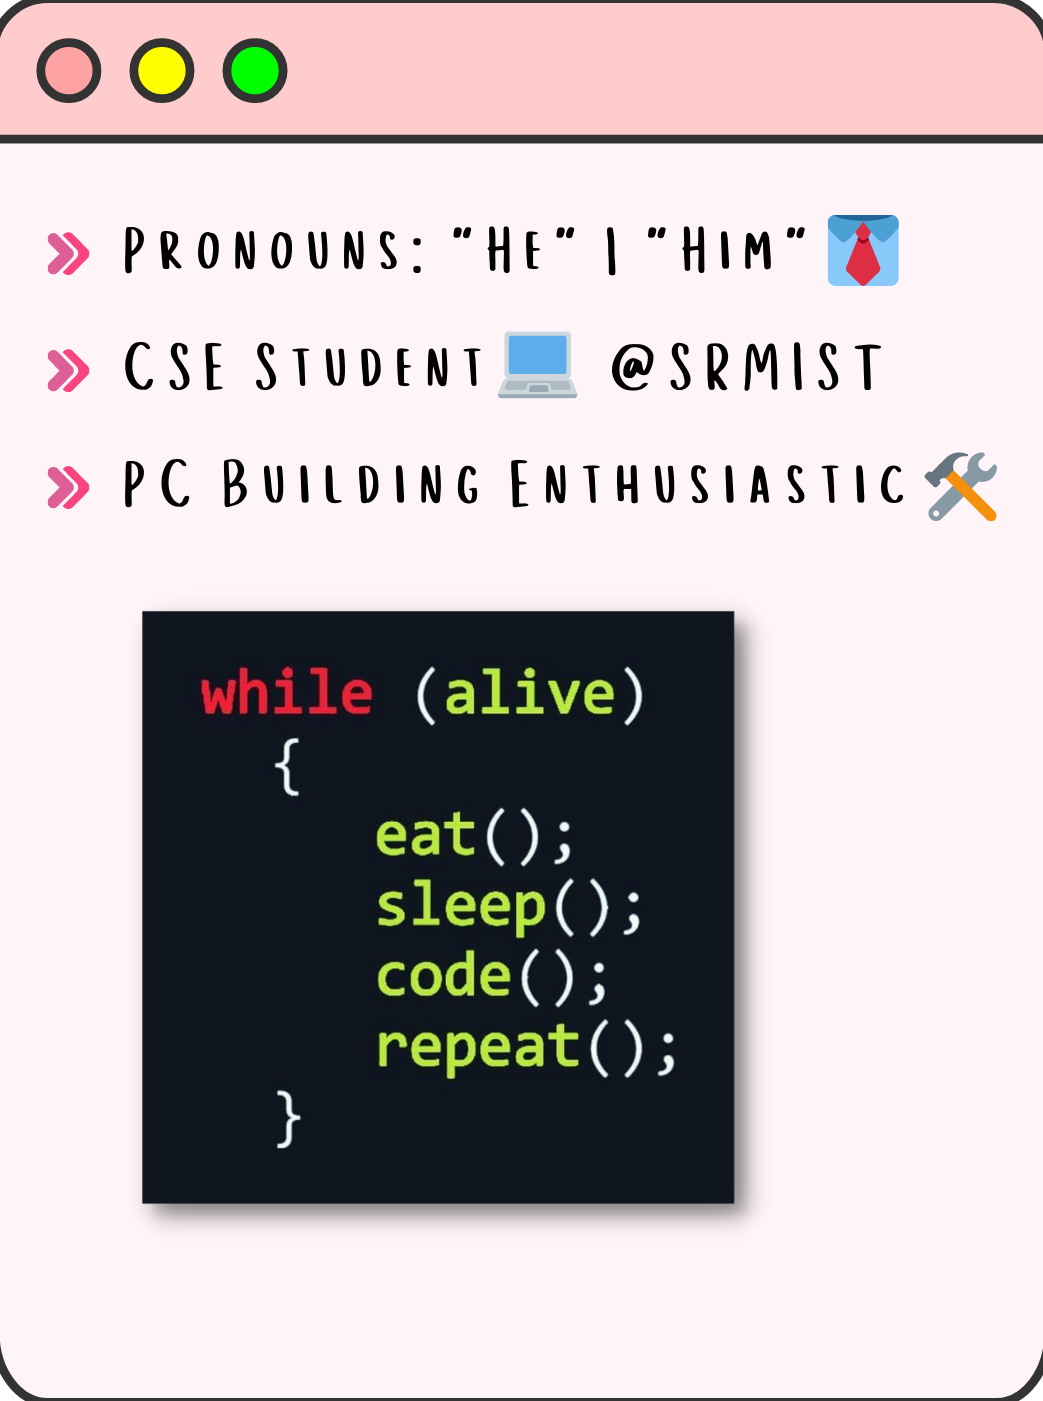 Pronouns: "He" | "Him"
CSE Student @SRMIST
PC Building Enthusiastic
while (alive)
{
eat();
sleep();
code();
repeat();
}